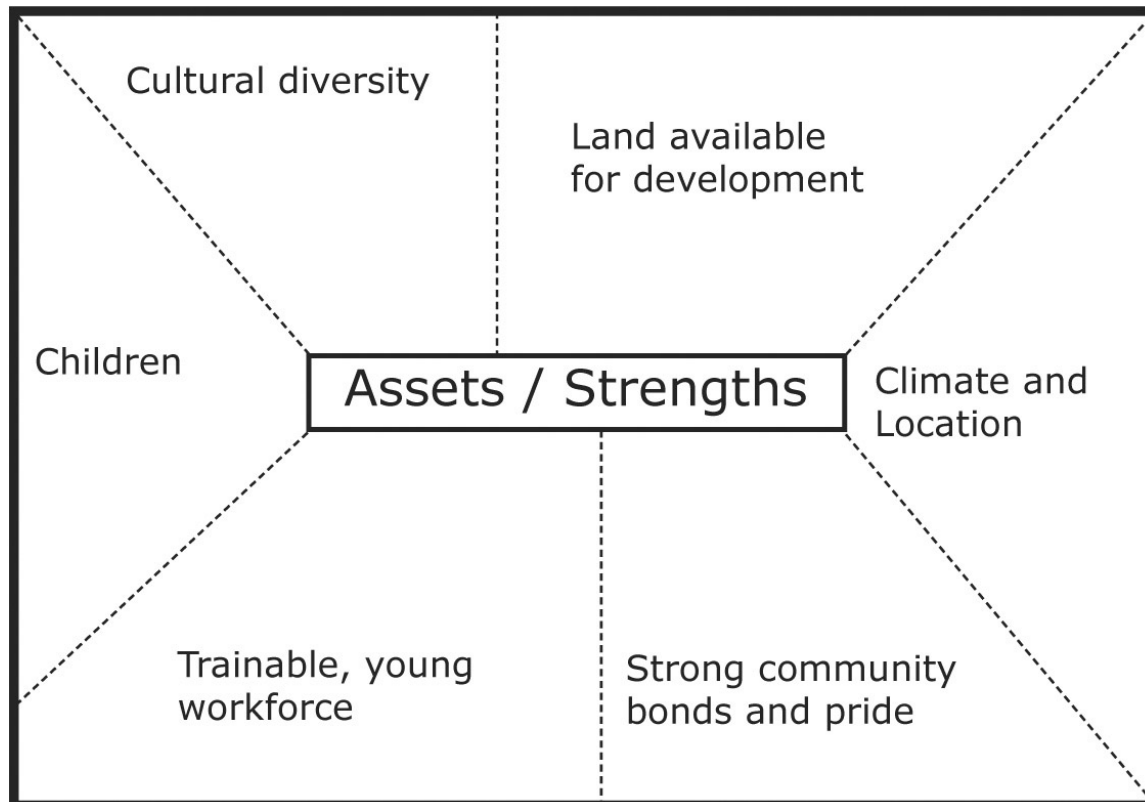 Cultural diversity
Land available
for development
Children
Assets / Strengths
Climate and
Location
Trainable, young
workforce
Strong community
bonds and pride